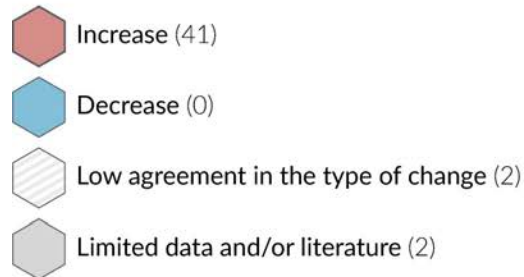 Increase (41)
Decrease (0)
Low agreement in the type of change (2)
Limited data and/or literature (2)